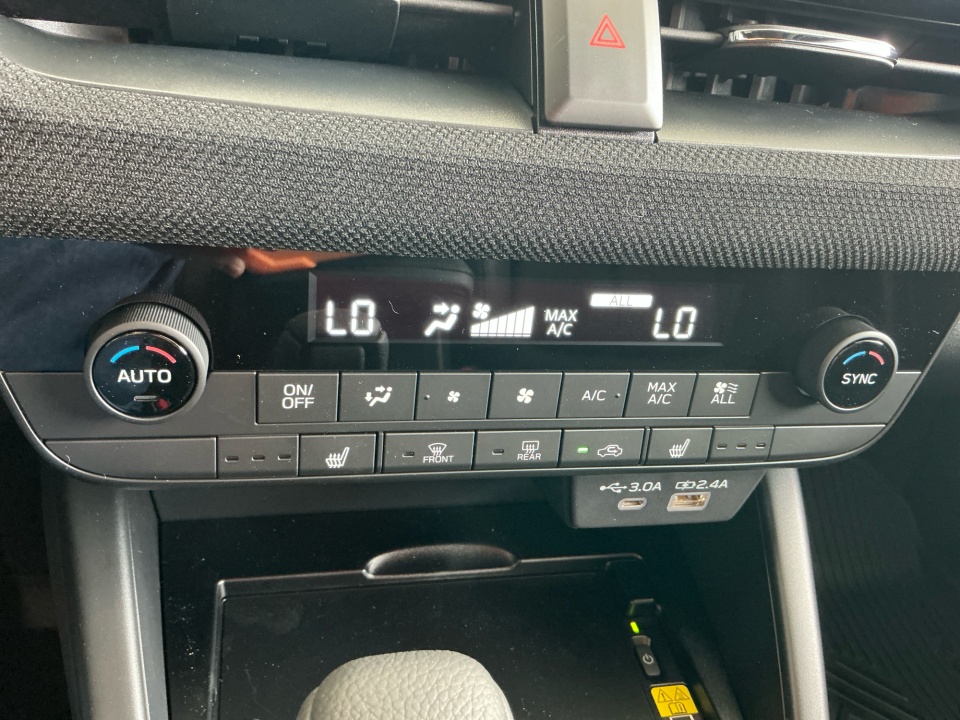 LO MAX A/C ALL LO
AUTO
SYNC
ON/
OFF
A/C
MAX
A/C
ALL
FRONT
REAR
3.0A
2.4A